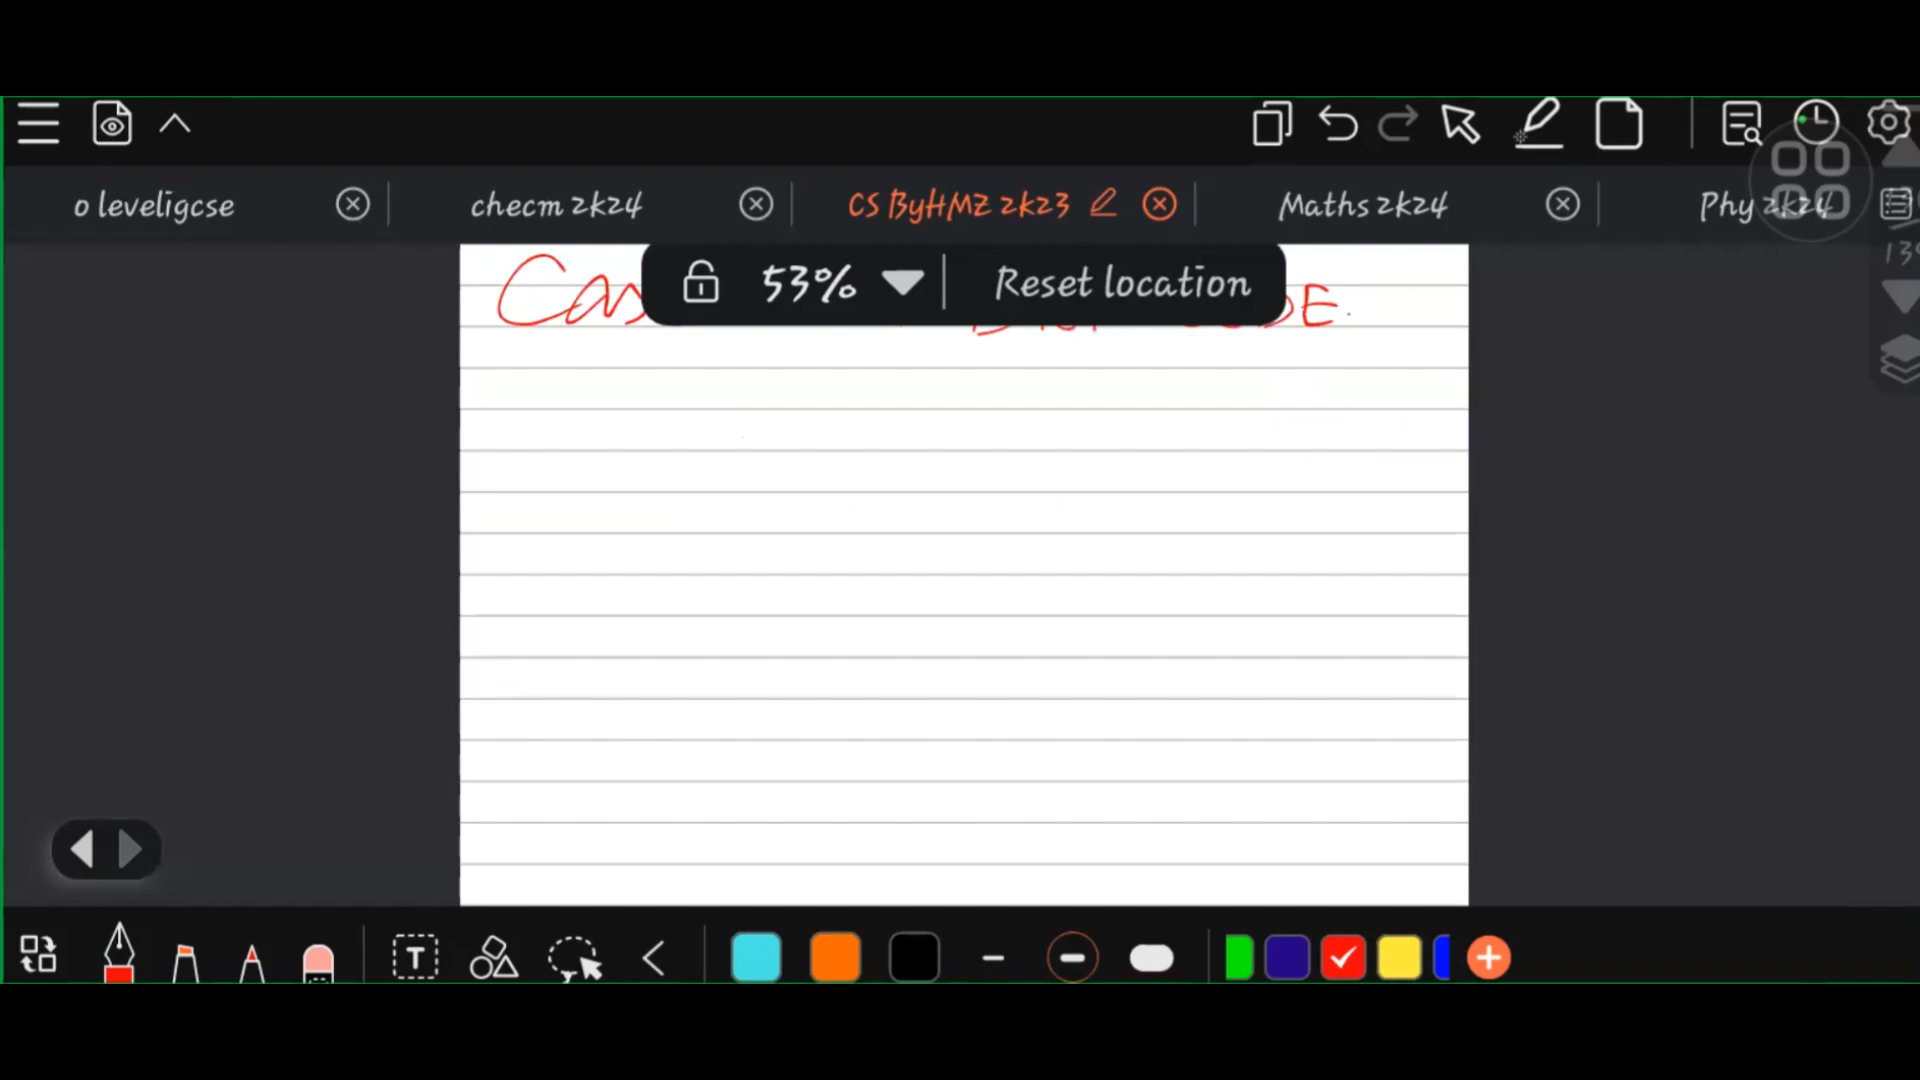 o leveligcse checm 2k24 CS ByHMZ 2k23 Maths 2k24 Phy 2k24
53% Reset location
T